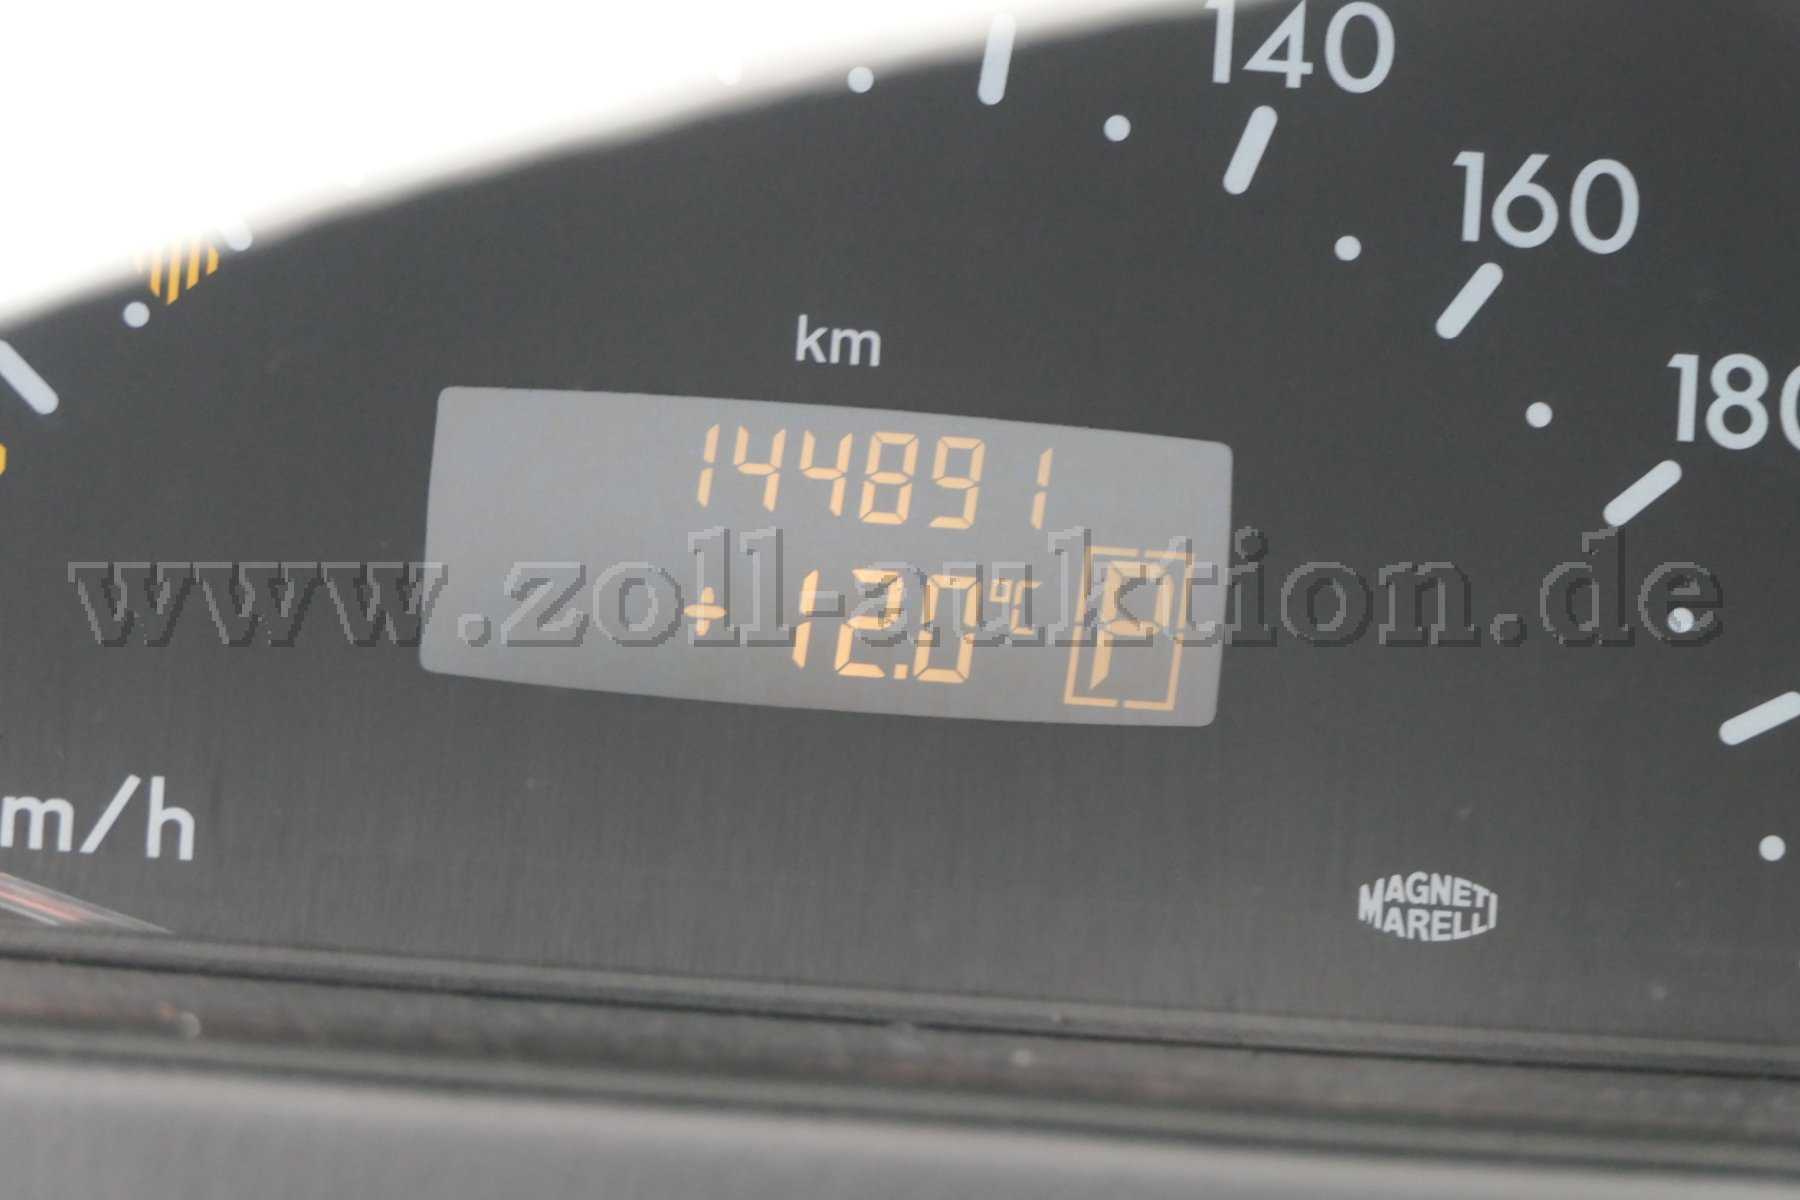 140
160
km
180
144891
+12.0°C P
www.zoll-auktion.de
m/h
MAGNETI
MARELLI